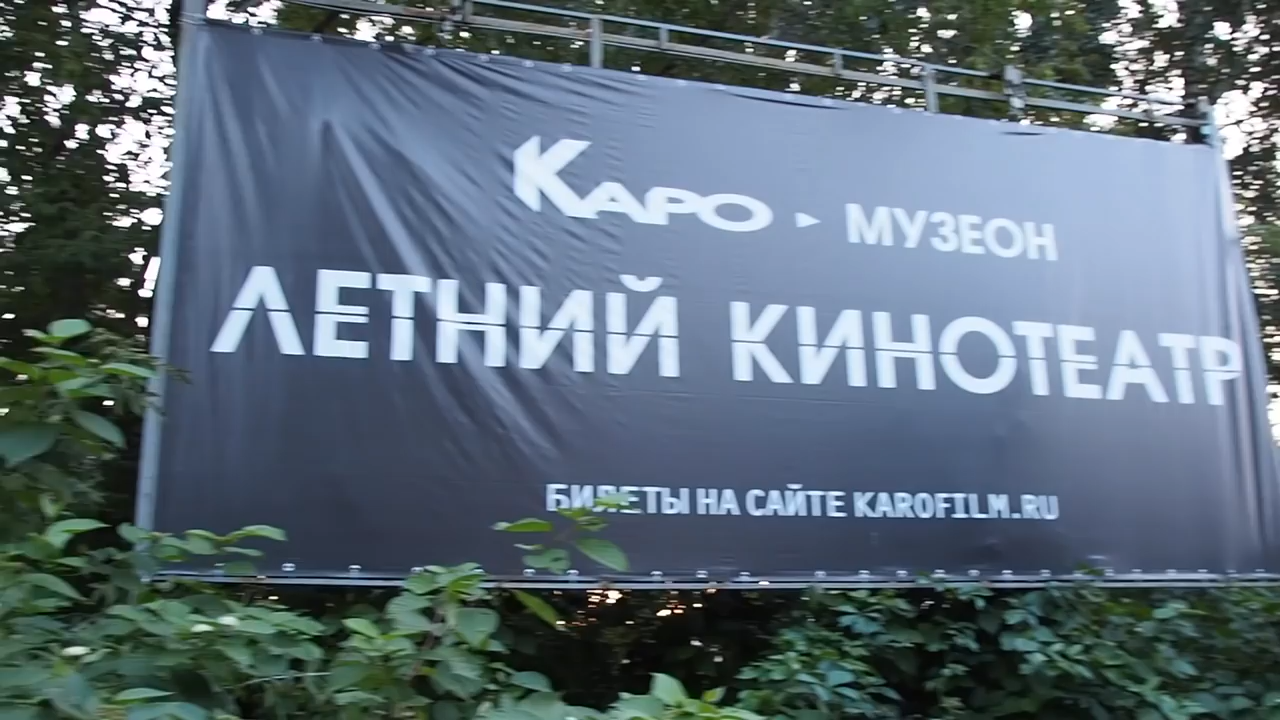 КАРО ▸ МУЗЕОН
ЛЕТНИЙ КИНОТЕАТР
БИЛЕТЫ НА САЙТЕ KAROFILM.RU